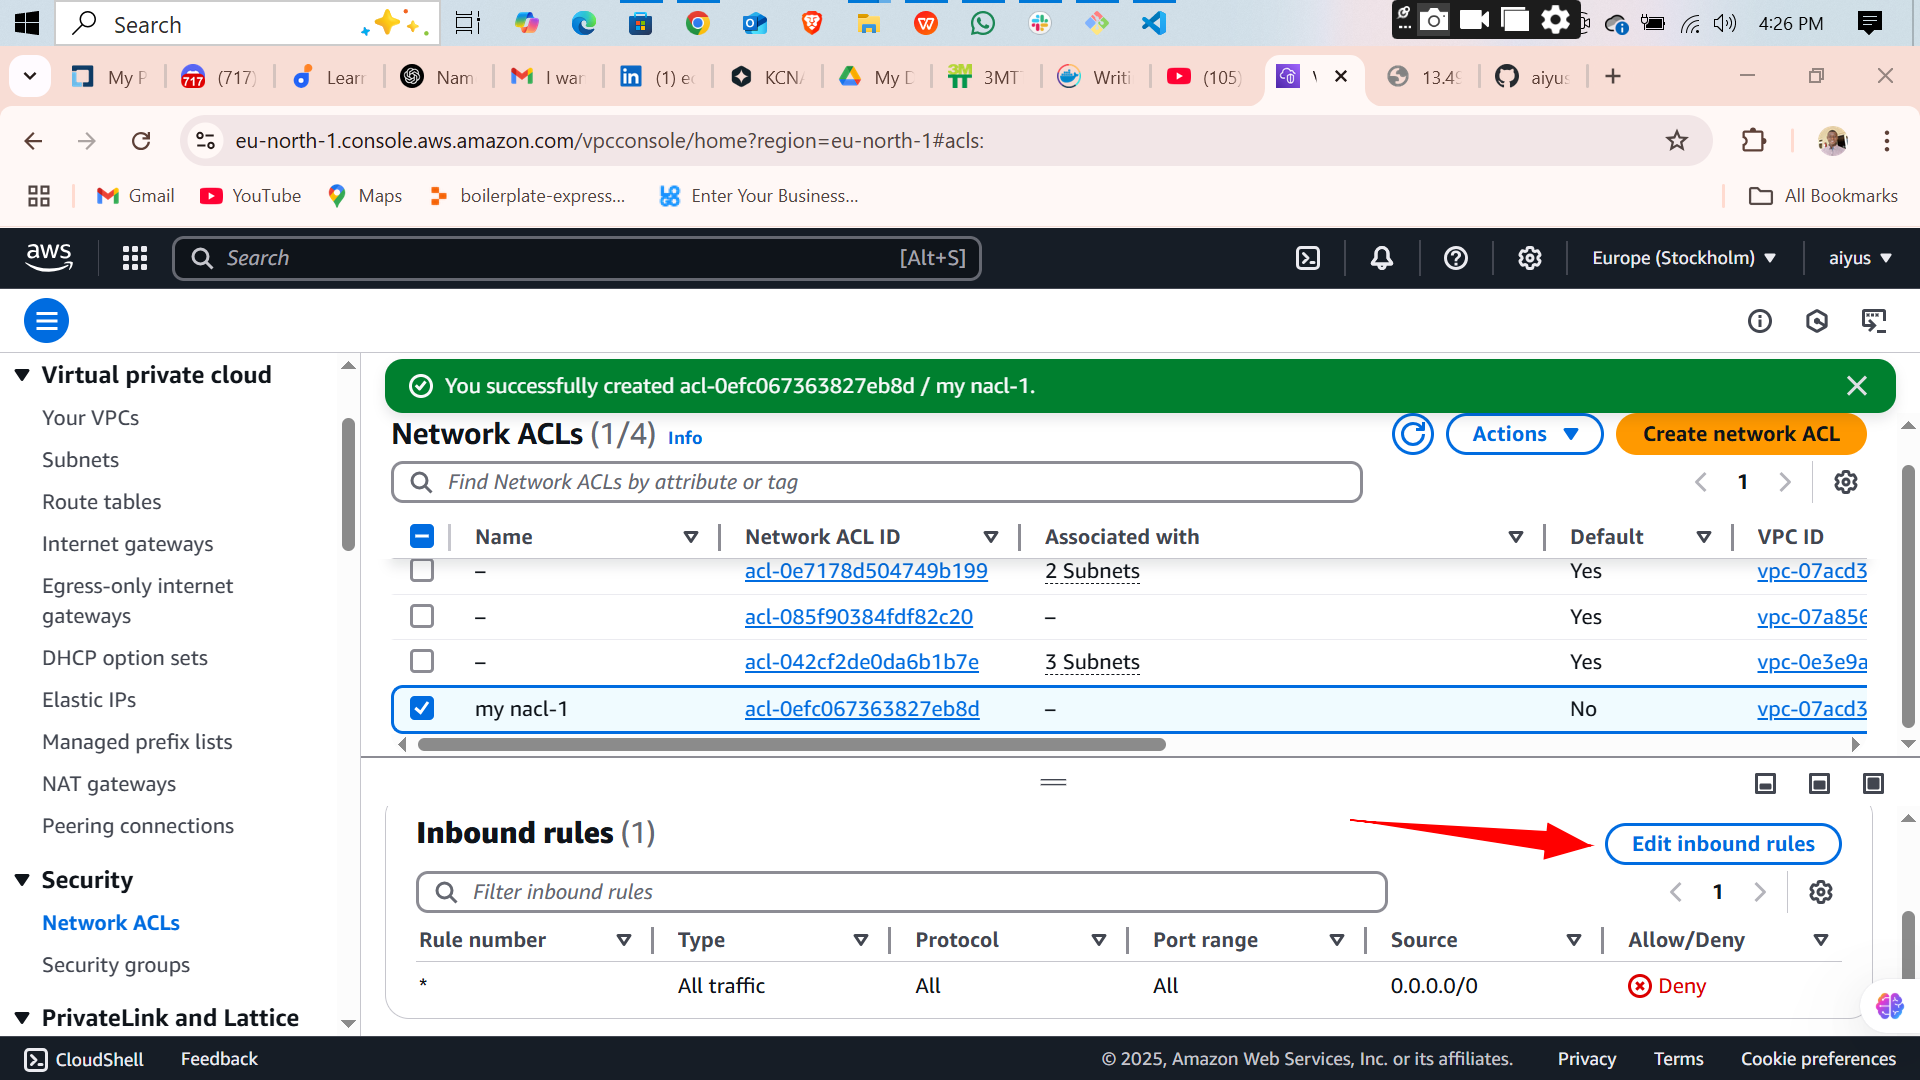 Search
4:26 PM
My P
717
(717)
Learn
Nam
I war
(1) ec
KCNA
My D
3MT
Writi
(105)
13.49
aiyus
eu-north-1.console.aws.amazon.com/vpcconsole/home?region=eu-north-1#acls:
Gmail
YouTube
Maps
boilerplate-express...
Enter Your Business...
All Bookmarks
aws
Search
[Alt+S]
Europe (Stockholm)
aiyus
Virtual private cloud
Your VPCs
Subnets
Route tables
Internet gateways
Egress-only internet
gateways
DHCP option sets
Elastic IPs
Managed prefix lists
NAT gateways
Peering connections
Security
Network ACLs
Security groups
PrivateLink and Lattice
You successfully created acl-0efc067363827eb8d / my nacl-1.
Network ACLs (1/4) Info
Actions
Create network ACL
Find Network ACLs by attribute or tag
1
Name Network ACL ID Associated with Default VPC ID
– acl-0e7178d504749b199 2 Subnets Yes vpc-07acd3
– acl-085f90384fdf82c20 – Yes vpc-07a856
– acl-042cf2de0da6b1b7e 3 Subnets Yes vpc-0e3e9a
my nacl-1 acl-0efc067363827eb8d – No vpc-07acd3
Inbound rules (1)
Edit inbound rules
Filter inbound rules
1
Rule number Type Protocol Port range Source Allow/Deny
* All traffic All All 0.0.0.0/0 Deny
CloudShell
Feedback
© 2025, Amazon Web Services, Inc. or its affiliates.
Privacy
Terms
Cookie preferences